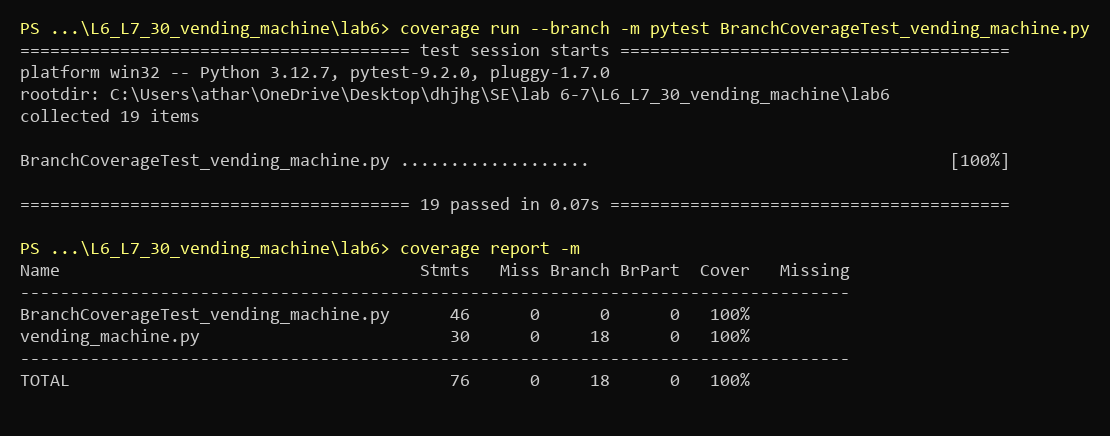 PS ...\L6_L7_30_vending_machine\lab6> coverage run --branch -m pytest BranchCoverageTest_vending_machine.py
======================================= test session starts =======================================
platform win32 -- Python 3.12.7, pytest-9.2.0, pluggy-1.7.0
rootdir: C:\Users\athar\OneDrive\Desktop\dhjhg\SE\lab 6-7\L6_L7_30_vending_machine\lab6
collected 19 items

BranchCoverageTest_vending_machine.py ...................                                    [100%]

======================================= 19 passed in 0.07s ========================================

PS ...\L6_L7_30_vending_machine\lab6> coverage report -m
Name                                    Stmts   Miss Branch BrPart  Cover   Missing
-----------------------------------------------------------------------------------
BranchCoverageTest_vending_machine.py      46      0      0      0   100%
vending_machine.py                         30      0     18      0   100%
-----------------------------------------------------------------------------------
TOTAL                                      76      0     18      0   100%